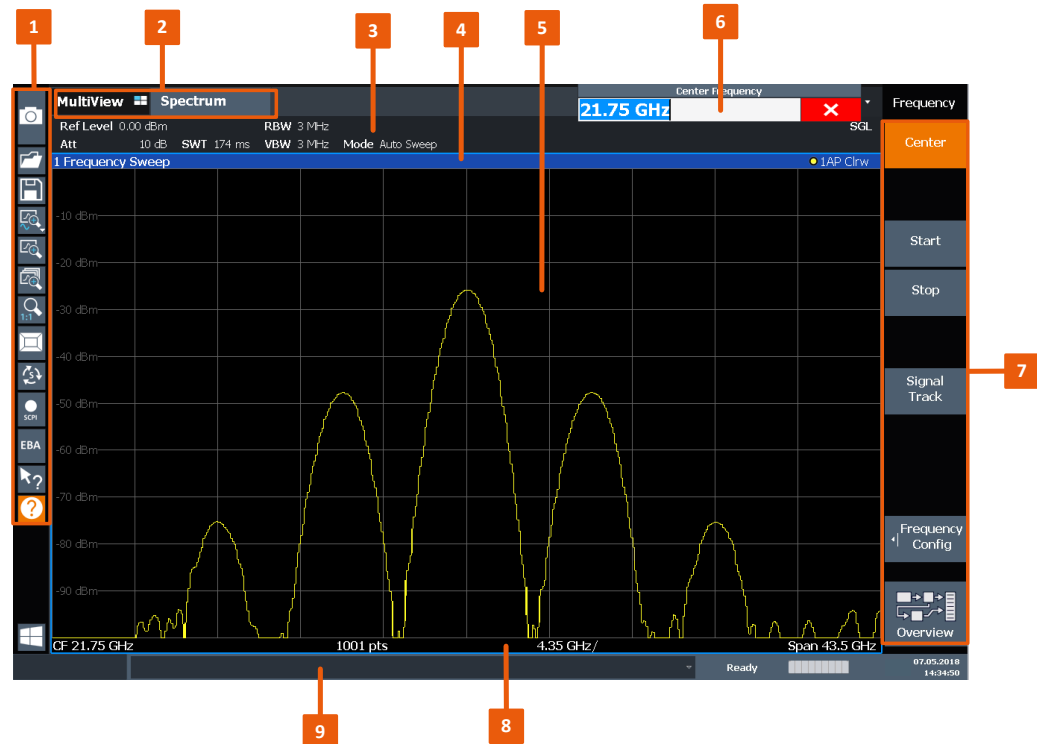 1
2
3
4
5
6
MultiView Spectrum
Center Frequency
21.75 GHz
Frequency
Ref Level 0.00 dBm RBW 3 MHz SGL
Att 10 dB SWT 174 ms VBW 3 MHz Mode Auto Sweep
1 Frequency Sweep 1AP Clrw
Center
-10 dBm
Start
-20 dBm
Stop
-30 dBm
1:1
-40 dBm
S
Signal
Track
7
-50 dBm
SCPI
EBA
-60 dBm
?
-70 dBm
?
Frequency
Config
-80 dBm
-90 dBm
Overview
CF 21.75 GHz 1001 pts 4.35 GHz/ Span 43.5 GHz
Ready
07.05.2018
14:34:50
9
8